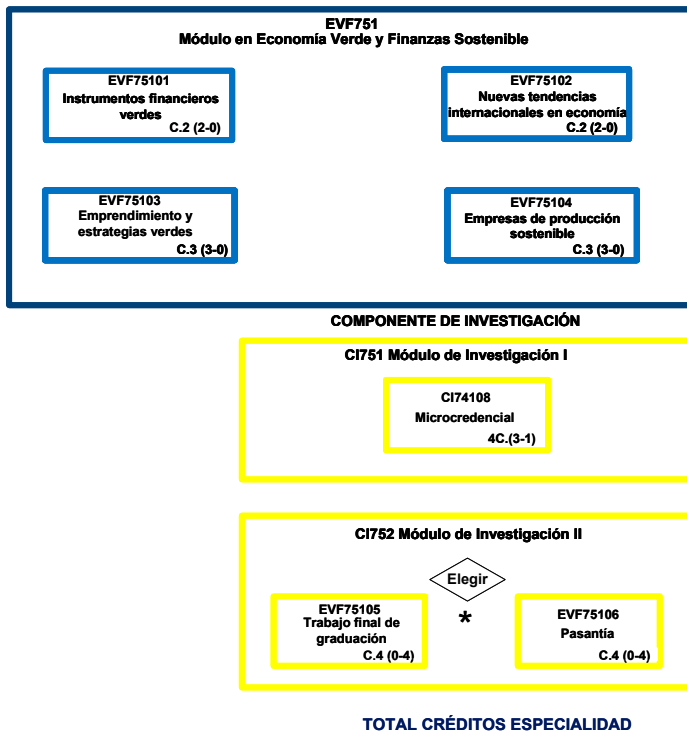 EVF751
Módulo en Economía Verde y Finanzas Sostenible
EVF75101
Instrumentos financieros
verdes
C.2 (2-0)
EVF75102
Nuevas tendencias
internacionales en economía
C.2 (2-0)
EVF75103
Emprendimiento y
estrategias verdes
C.3 (3-0)
EVF75104
Empresas de producción
sostenible
C.3 (3-0)
COMPONENTE DE INVESTIGACIÓN
CI751 Módulo de Investigación I
CI74108
Microcredencial
4C.(3-1)
CI752 Módulo de Investigación II
Elegir
*
EVF75105
Trabajo final de
graduación
C.4 (0-4)
EVF75106
Pasantía
C.4 (0-4)
TOTAL CRÉDITOS ESPECIALIDAD